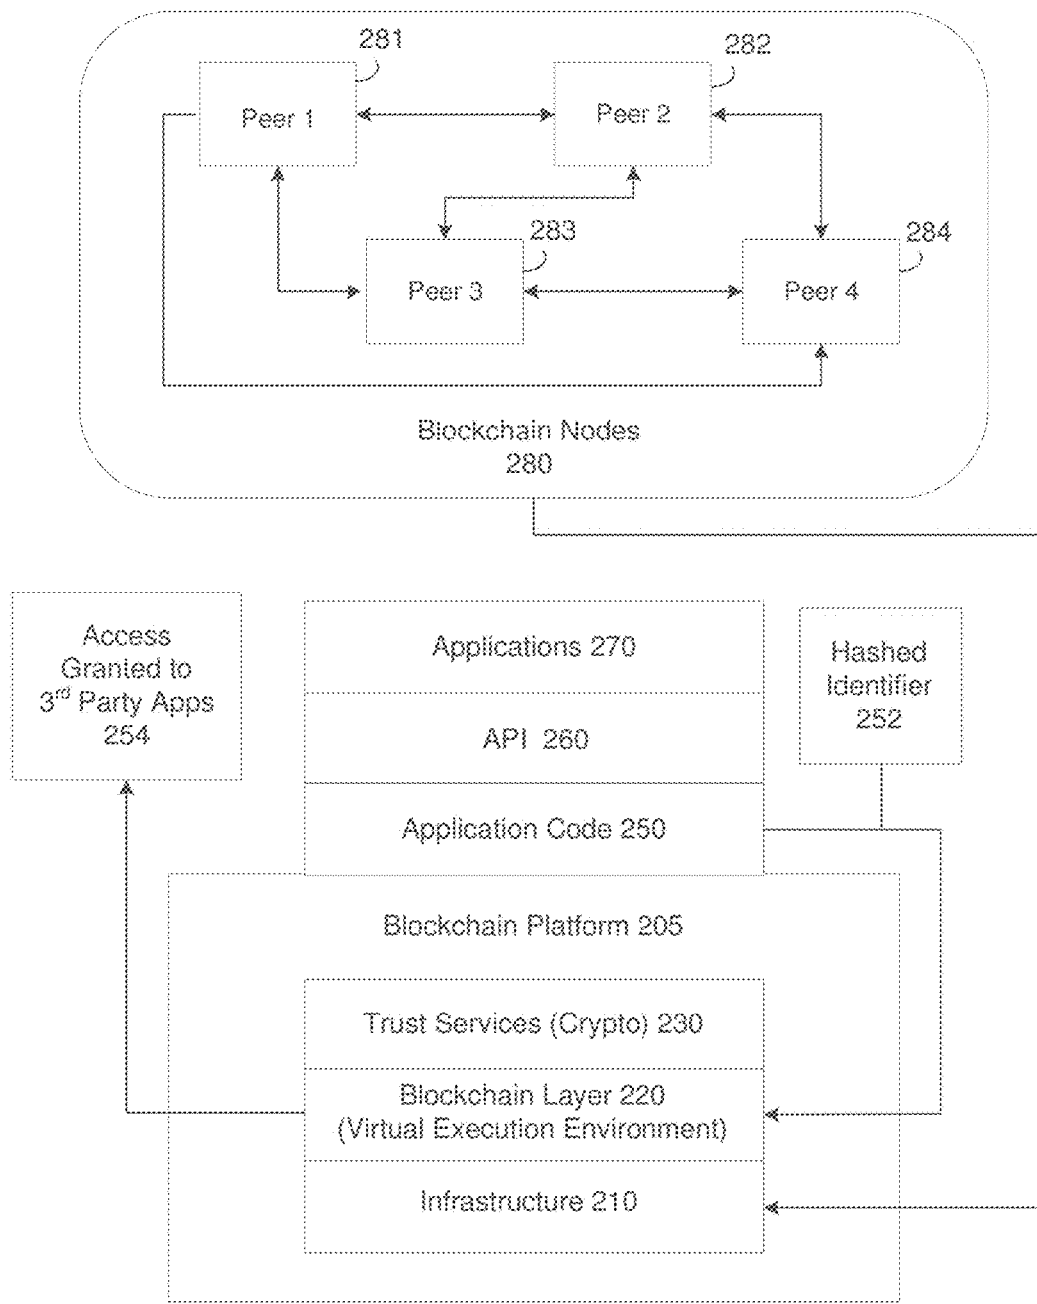 281
282
Peer 1
Peer 2
283
284
Peer 3
Peer 4
Blockchain Nodes
280
Access
Granted to
3rd Party Apps
254
Applications 270
API 260
Application Code 250
Hashed
Identifier
252
Blockchain Platform 205
Trust Services (Crypto) 230
Blockchain Layer 220
(Virtual Execution Environment)
Infrastructure 210